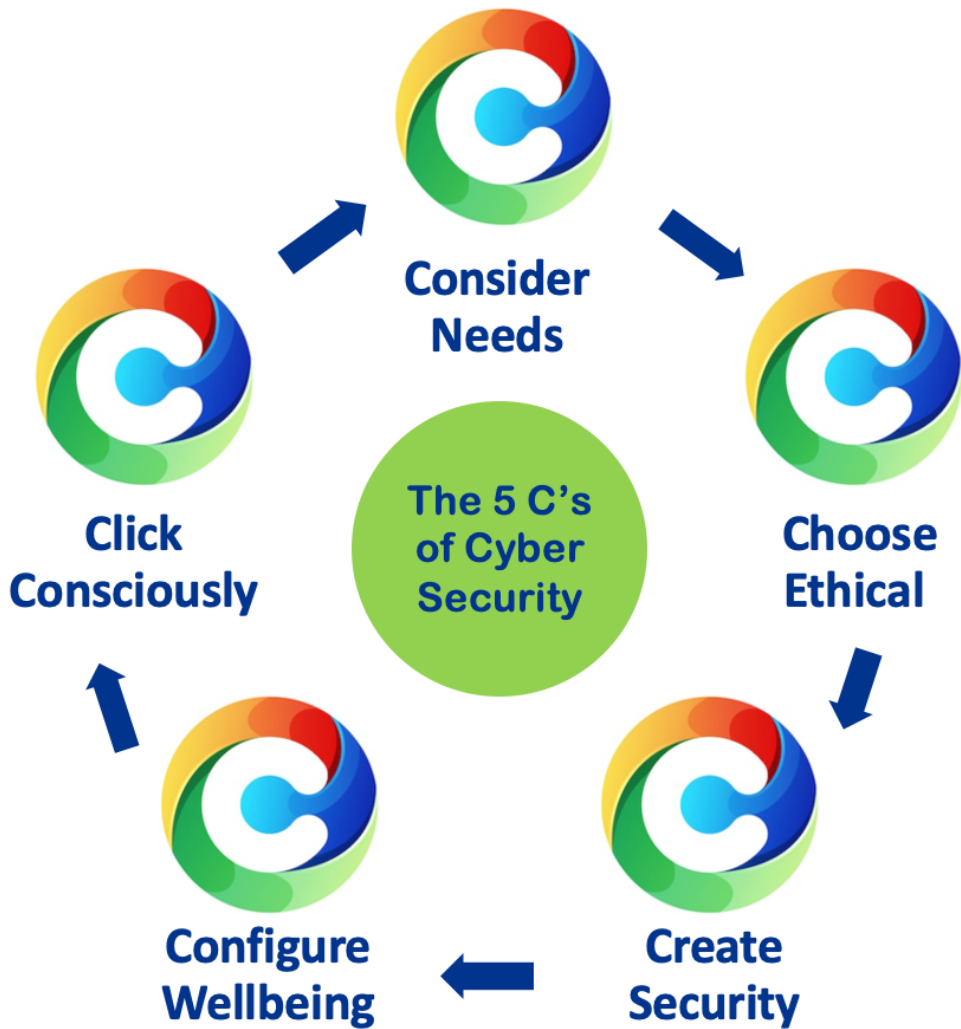 Consider
Needs
Choose
Ethical
Create
Security
Configure
Wellbeing
Click
Consciously
The 5 C’s
of Cyber
Security